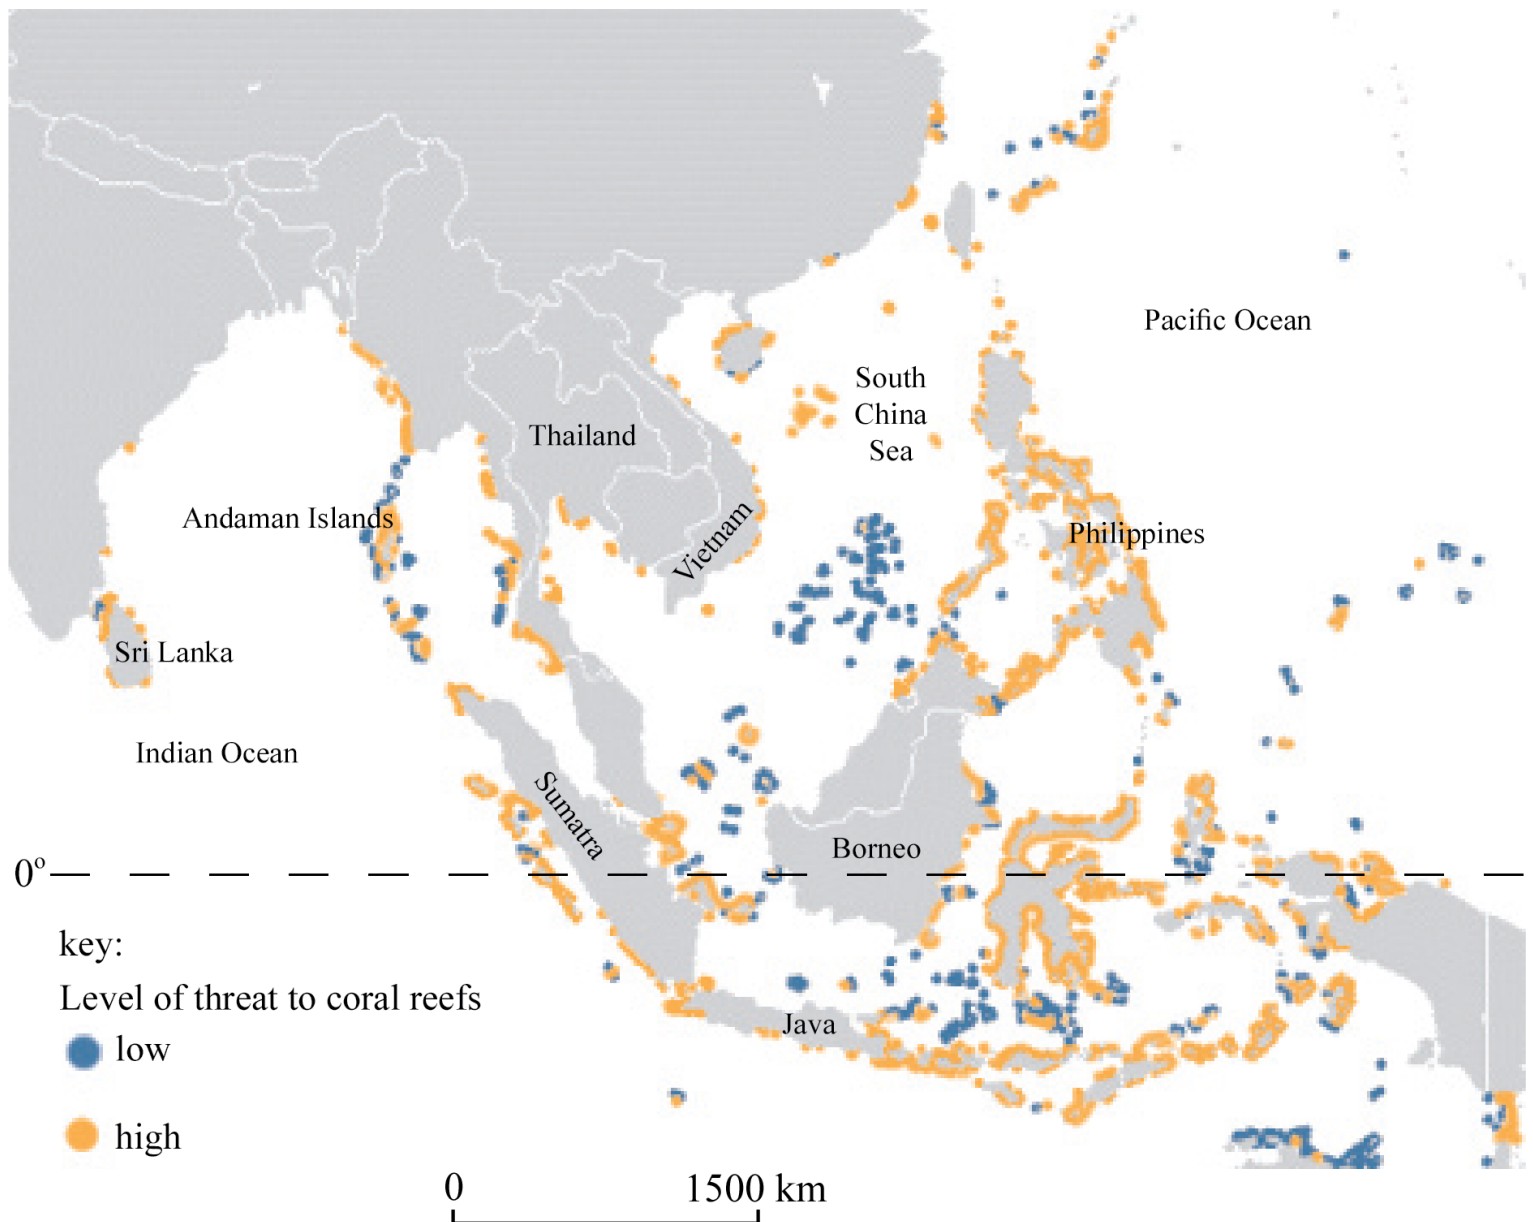 Pacific Ocean
South
China
Sea
Thailand
Andaman Islands
Vietnam
Philippines
Sri Lanka
Indian Ocean
Sumatra
Borneo
0°
key:
Level of threat to coral reefs
low
high
Java
0 1500 km